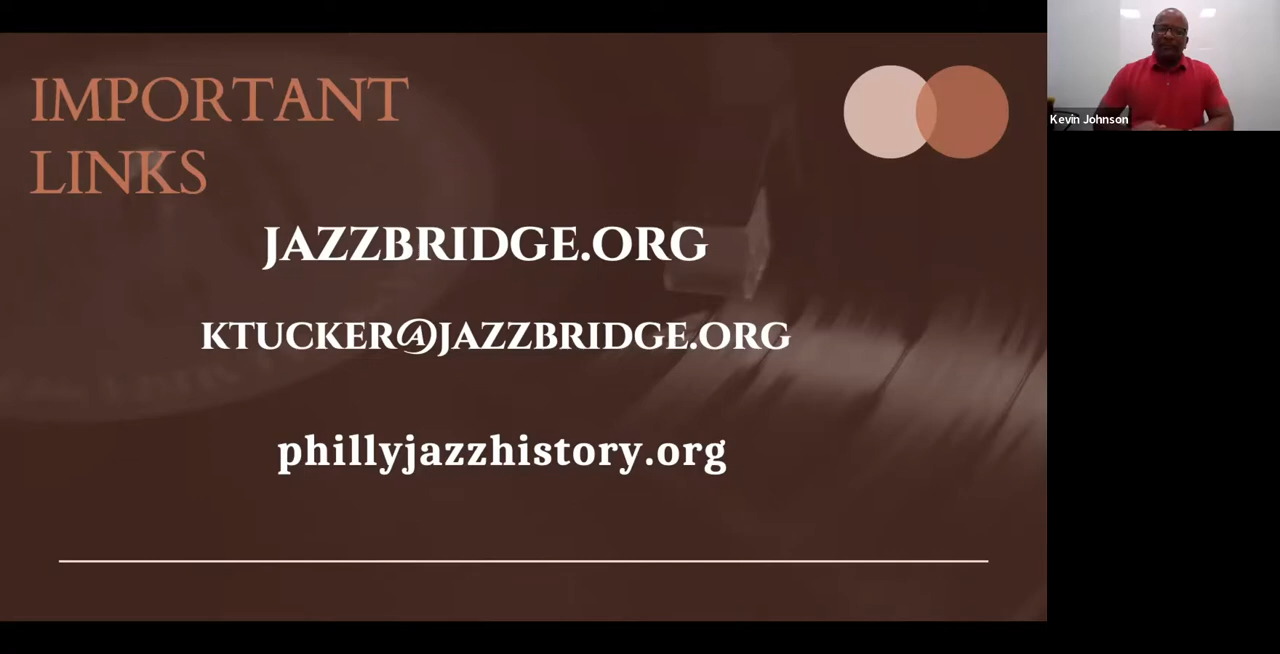 IMPORTANT
LINKS
JAZZBRIDGE.ORG
KTUCKER@JAZZBRIDGE.ORG
phillyjazzhistory.org
Kevin Johnson